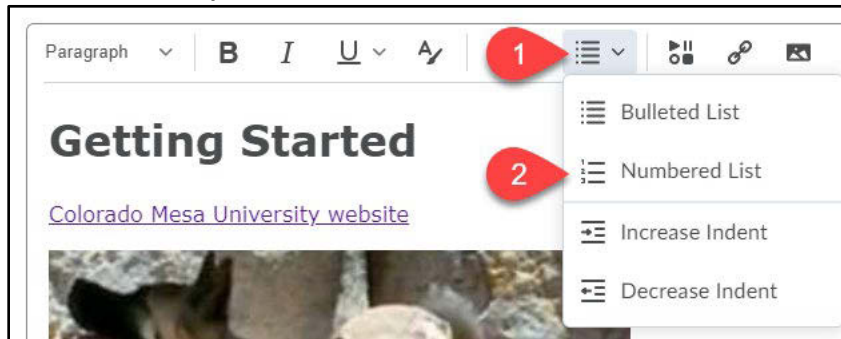 Paragraph B I U 1
Bulleted List
Getting Started
2 Numbered List
Colorado Mesa University website
Increase Indent
Decrease Indent